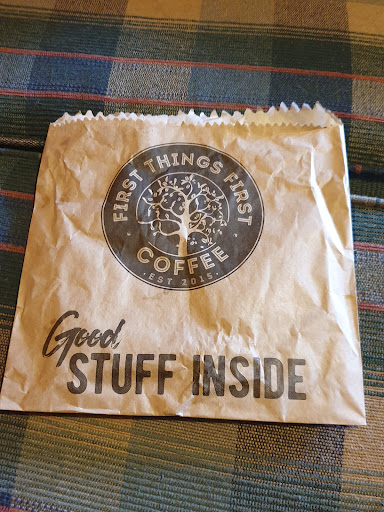 FIRST THINGS FIRST
COFFEE
·EST 2015·
Good
STUFF INSIDE